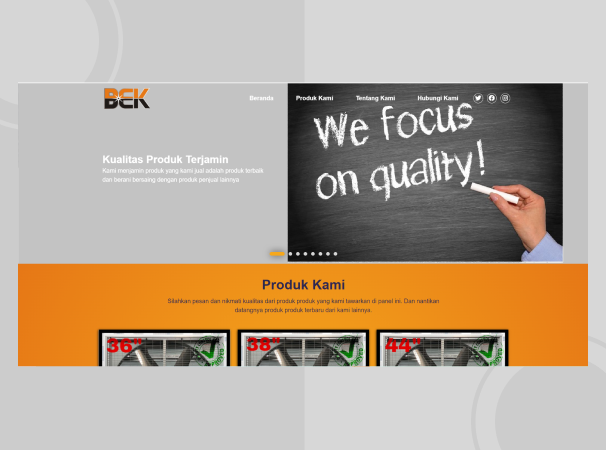 BEK
Beranda
Produk Kami
Tentang Kami
Hubungi Kami
We focus
on quality!
Kualitas Produk Terjamin
Kami menjamin produk yang kami jual adalah produk terbaik
dan berani bersaing dengan produk penjual lainnya
Produk Kami
Silahkan pesan dan nikmati kualitas dari produk produk yang kami tawarkan di panel ini. Dan nantikan
datangnya produk produk terbaru dari kami lainnya.
36"
38"
44"